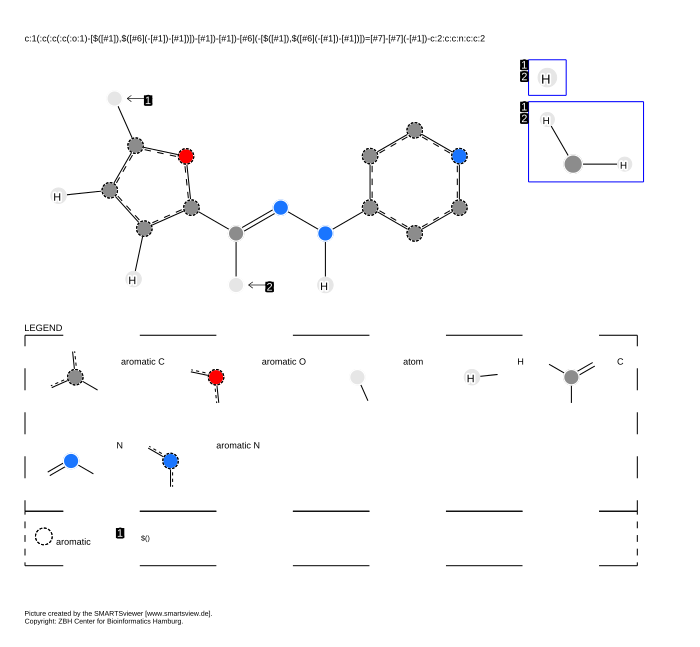 c:1(:c(:c(:c(:o:1)-[$([#1]),$([#6](-[#1])-[#1])])-[#1])-[#1])-[#6](-[$([#1]),$([#6](-[#1])-[#1])])=[#7]-[#7](-[#1])-c:2:c:c:n:c:c:2
1
2
H
1
1
2
H
H
H
H
2
H
H
LEGEND
aromatic C
aromatic O
atom
H
H
C
N
aromatic N
aromatic
1
$()
Picture created by the SMARTSviewer [www.smartsview.de].
Copyright: ZBH Center for Bioinformatics Hamburg.